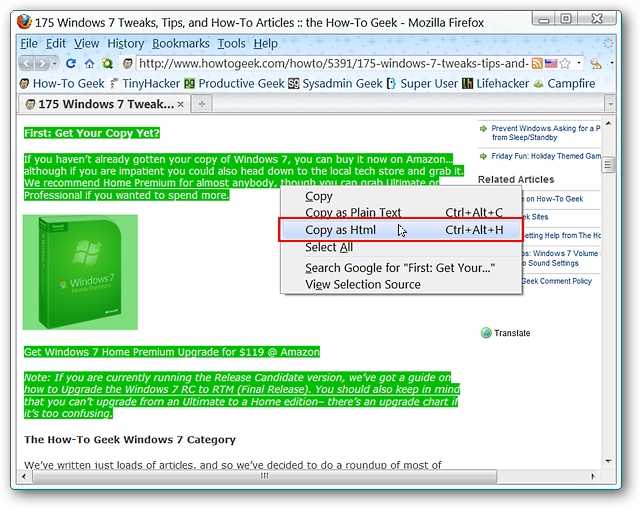 175 Windows 7 Tweaks, Tips, and How-To Articles :: the How-To Geek - Mozilla Firefox
File Edit View History Bookmarks Tools Help
http://www.howtogeek.com/howto/5391/175-windows-7-tweaks-tips-and-
How-To Geek TinyHacker Productive Geek Sysadmin Geek Super User Lifehacker Campfire
175 Windows 7 Tweak...
First: Get Your Copy Yet?
If you haven't already gotten your copy of Windows 7, you can buy it now on Amazon...
although if you are impatient you could also head down to the local tech store and grab it.
We recommend Home Premium for almost anybody, though you can grab Ultimate or
Professional if you wanted to spend more.
Windows 7
Home Premium
Get Windows 7 Home Premium Upgrade for $119 @ Amazon
Note: If you are currently running the Release Candidate version, we've got a guide on
how to Upgrade the Windows 7 RC to RTM (Final Release). You should also keep in mind
that you can't upgrade from an Ultimate to a Home edition– there's an upgrade chart if
it's too confusing.
The How-To Geek Windows 7 Category
We've written just loads of articles, and so we've decided to do a roundup of most of
Copy
Copy as Plain Text Ctrl+Alt+C
Copy as Html Ctrl+Alt+H
Select All
Search Google for "First: Get Your..."
View Selection Source
Prevent Windows Asking for a P
from Sleep/Standby
Friday Fun: Holiday Themed Gam
Related Articles
e on How-To Geek
eek Sites
etting Help from The Ho
ips: Windows 7 Volume
o Sound Settings
Geek Comment Policy
Translate